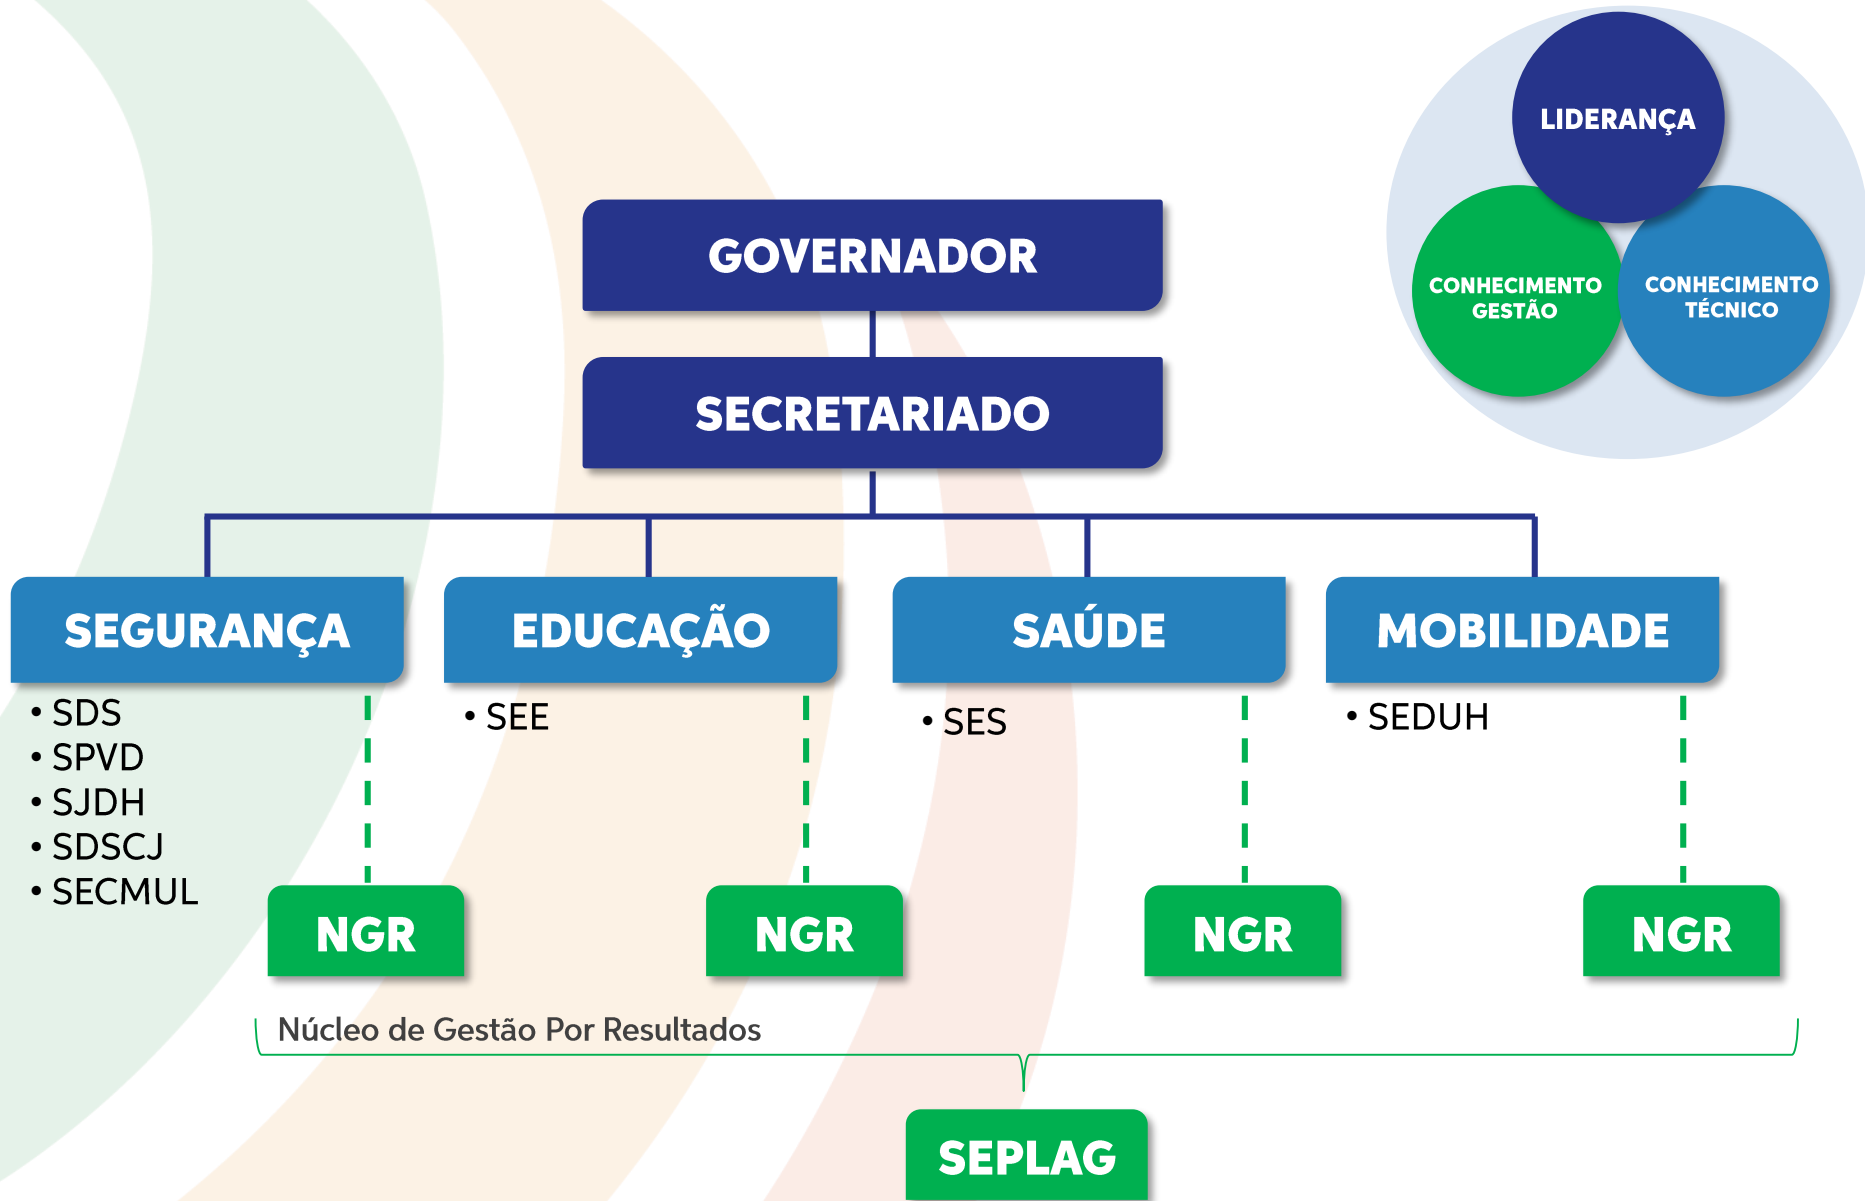 LIDERANÇA
CONHECIMENTO
GESTÃO
CONHECIMENTO
TÉCNICO
GOVERNADOR
SECRETARIADO
SEGURANÇA
• SDS
• SPVD
• SJDH
• SDSCJ
• SECMUL
EDUCAÇÃO
• SEE
SAÚDE
• SES
MOBILIDADE
• SEDUH
NGR
NGR
NGR
NGR
Núcleo de Gestão Por Resultados
SEPLAG